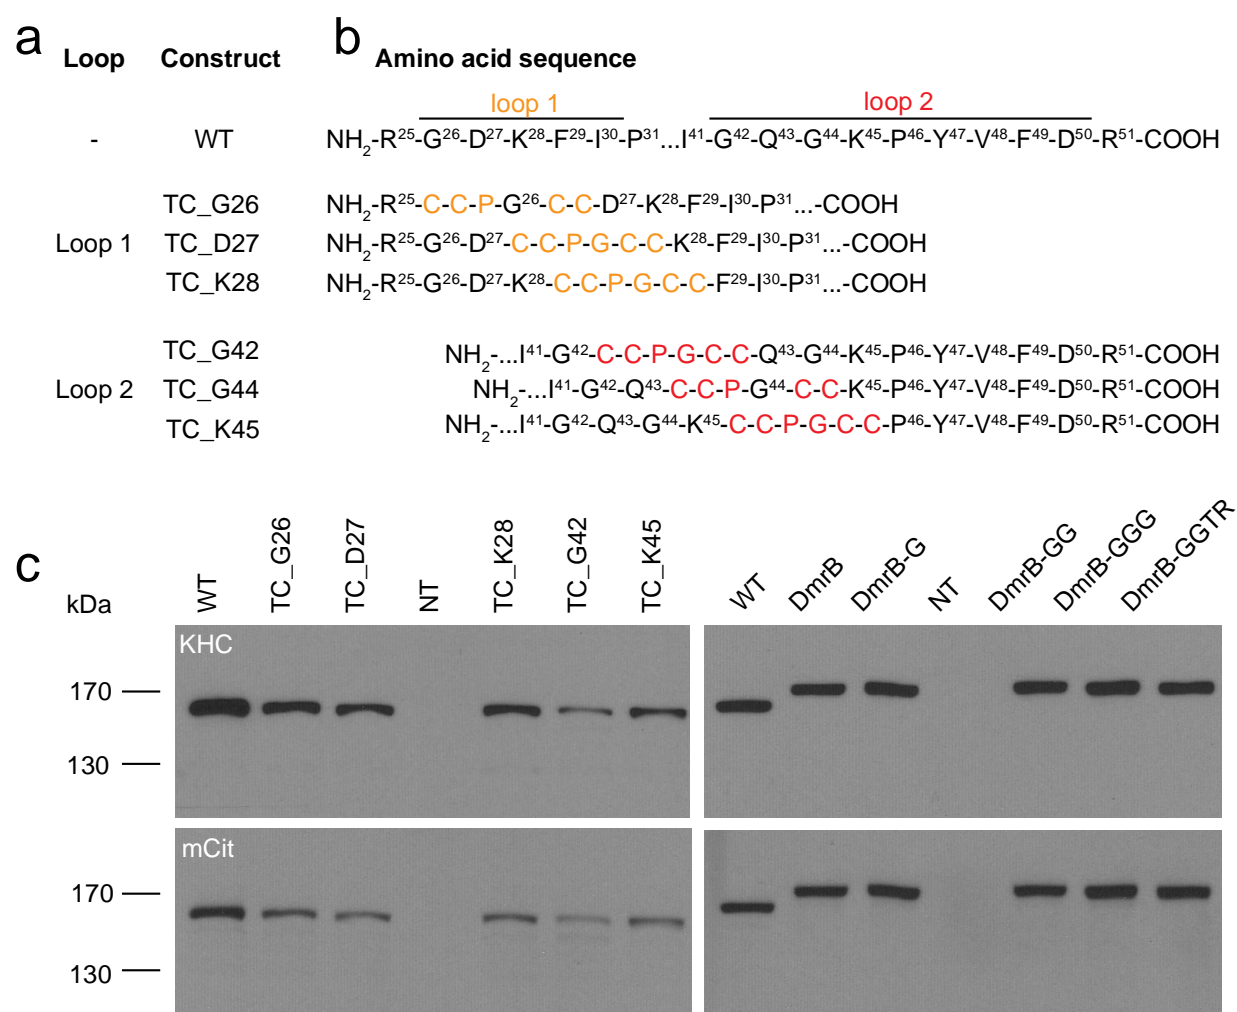 a b
Loop Construct Amino acid sequence
loop 1 loop 2
- WT NH2-R25-G26-D27-K28-F29-I30-P31...I41-G42-Q43-G44-K45-P46-Y47-V48-F49-D50-R51-COOH
TC_G26 NH2-R25-C-C-P-G26-C-C-D27-K28-F29-I30-P31...-COOH
Loop 1 TC_D27 NH2-R25-G26-D27-C-C-P-G-C-C-K28-F29-I30-P31...-COOH
TC_K28 NH2-R25-G26-D27-K28-C-C-P-G-C-C-F29-I30-P31...-COOH
TC_G42 NH2-...I41-G42-C-C-P-G-C-C-Q43-G44-K45-P46-Y47-V48-F49-D50-R51-COOH
Loop 2 TC_G44 NH2-...I41-G42-Q43-C-C-P-G44-C-C-K45-P46-Y47-V48-F49-D50-R51-COOH
TC_K45 NH2-...I41-G42-Q43-G44-K45-C-C-P-G-C-C-P46-Y47-V48-F49-D50-R51-COOH
c
kDa WT TC_G26 TC_D27 NT TC_K28 TC_G42 TC_K45 WT DmrB DmrB-G NT DmrB-GG DmrB-GGG DmrB-GGTR
KHC
170
130
mCit
170
130